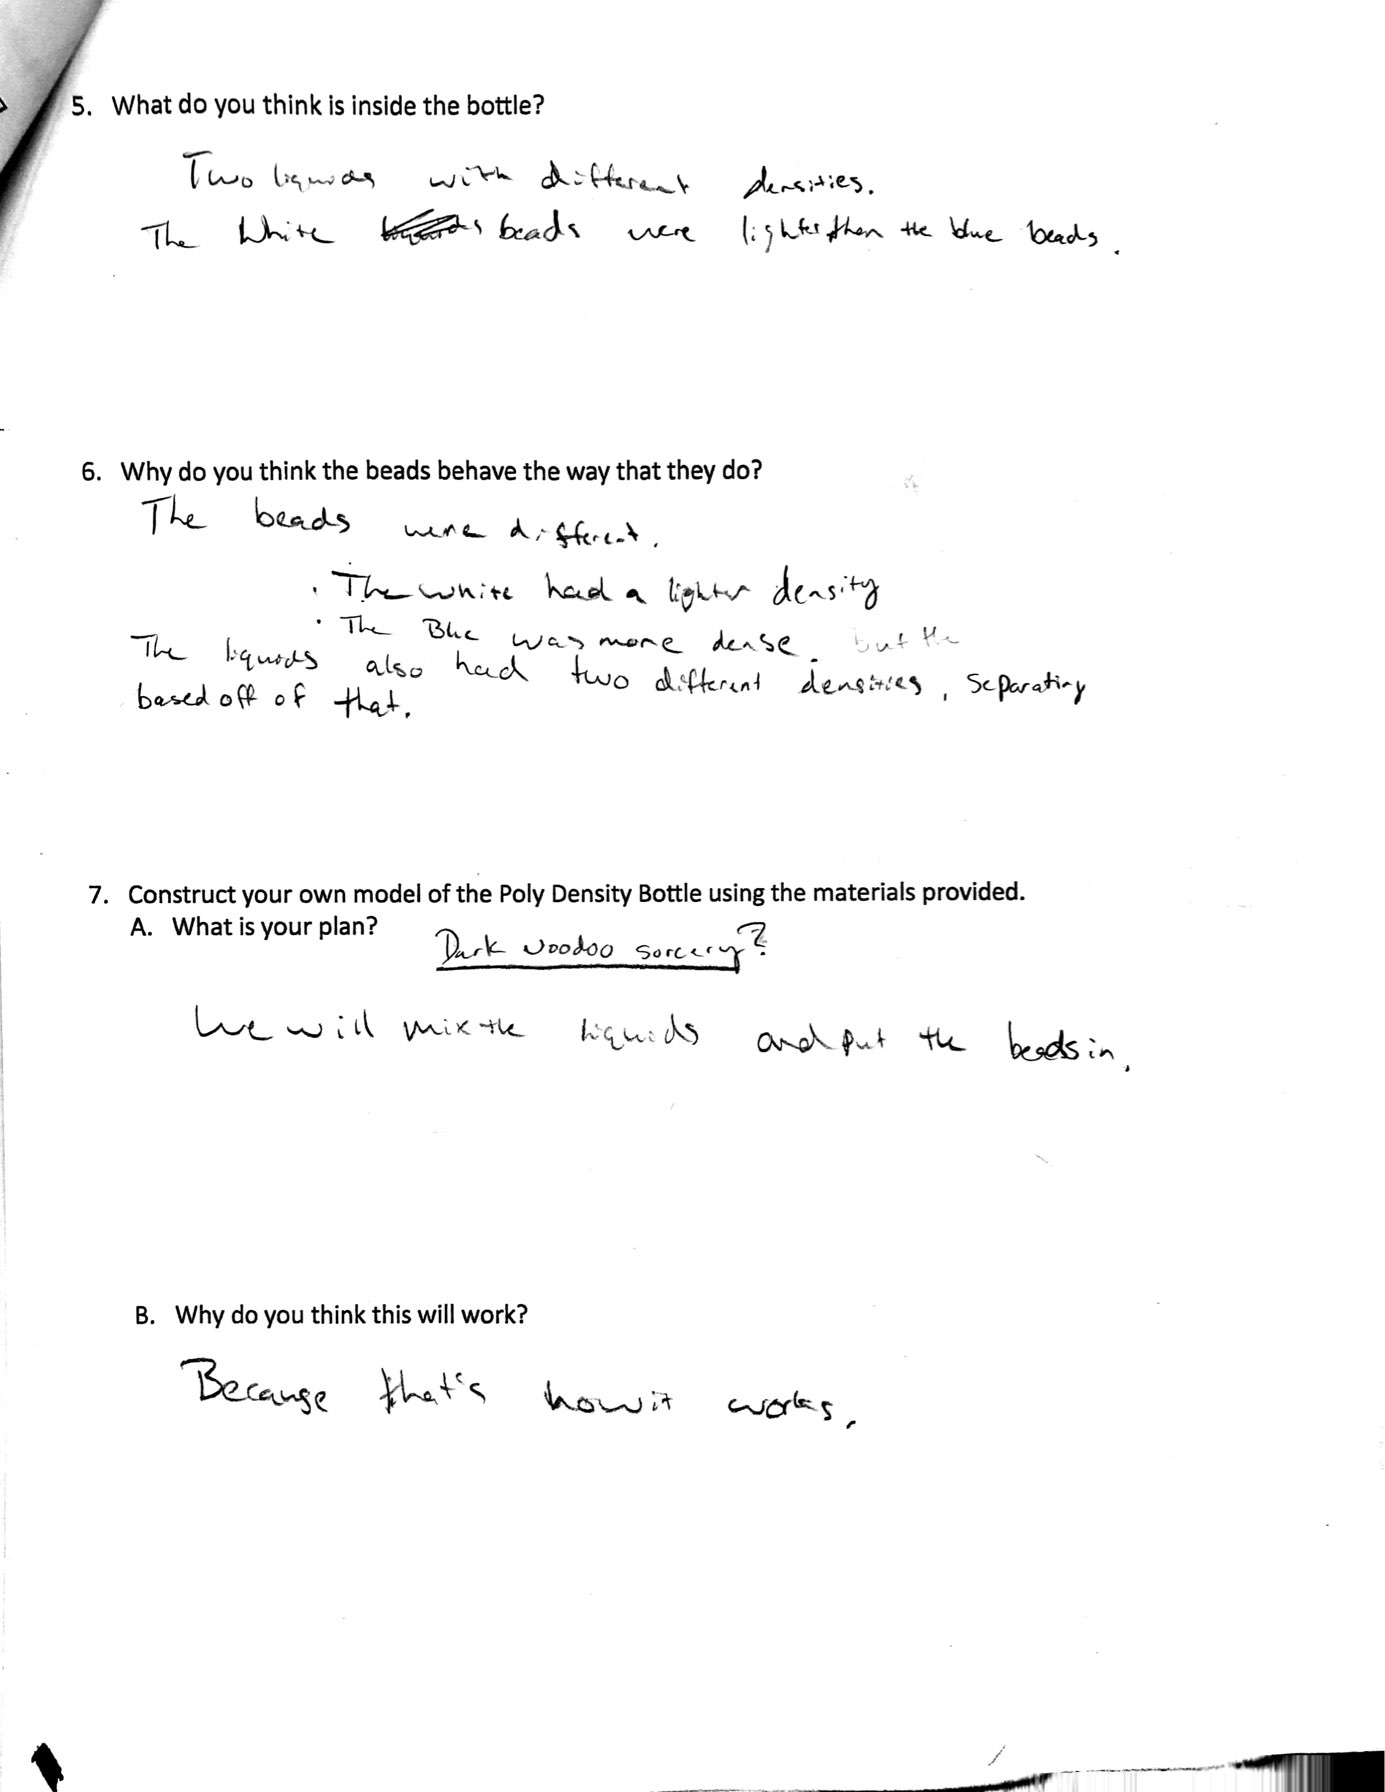 5. What do you think is inside the bottle?
Two liquids with different densities.
The White beads were lighter then the blue beads.
6. Why do you think the beads behave the way that they do?
The beads were different.
· The white had a lighter density
· The Blue was more dense. but the
The liquids also had two different densities, separating
based off of that.
7. Construct your own model of the Poly Density Bottle using the materials provided.
A. What is your plan?
Dark voodoo sorcery?
We will mix the liquids and put the beads in.
B. Why do you think this will work?
Because that's how it works.